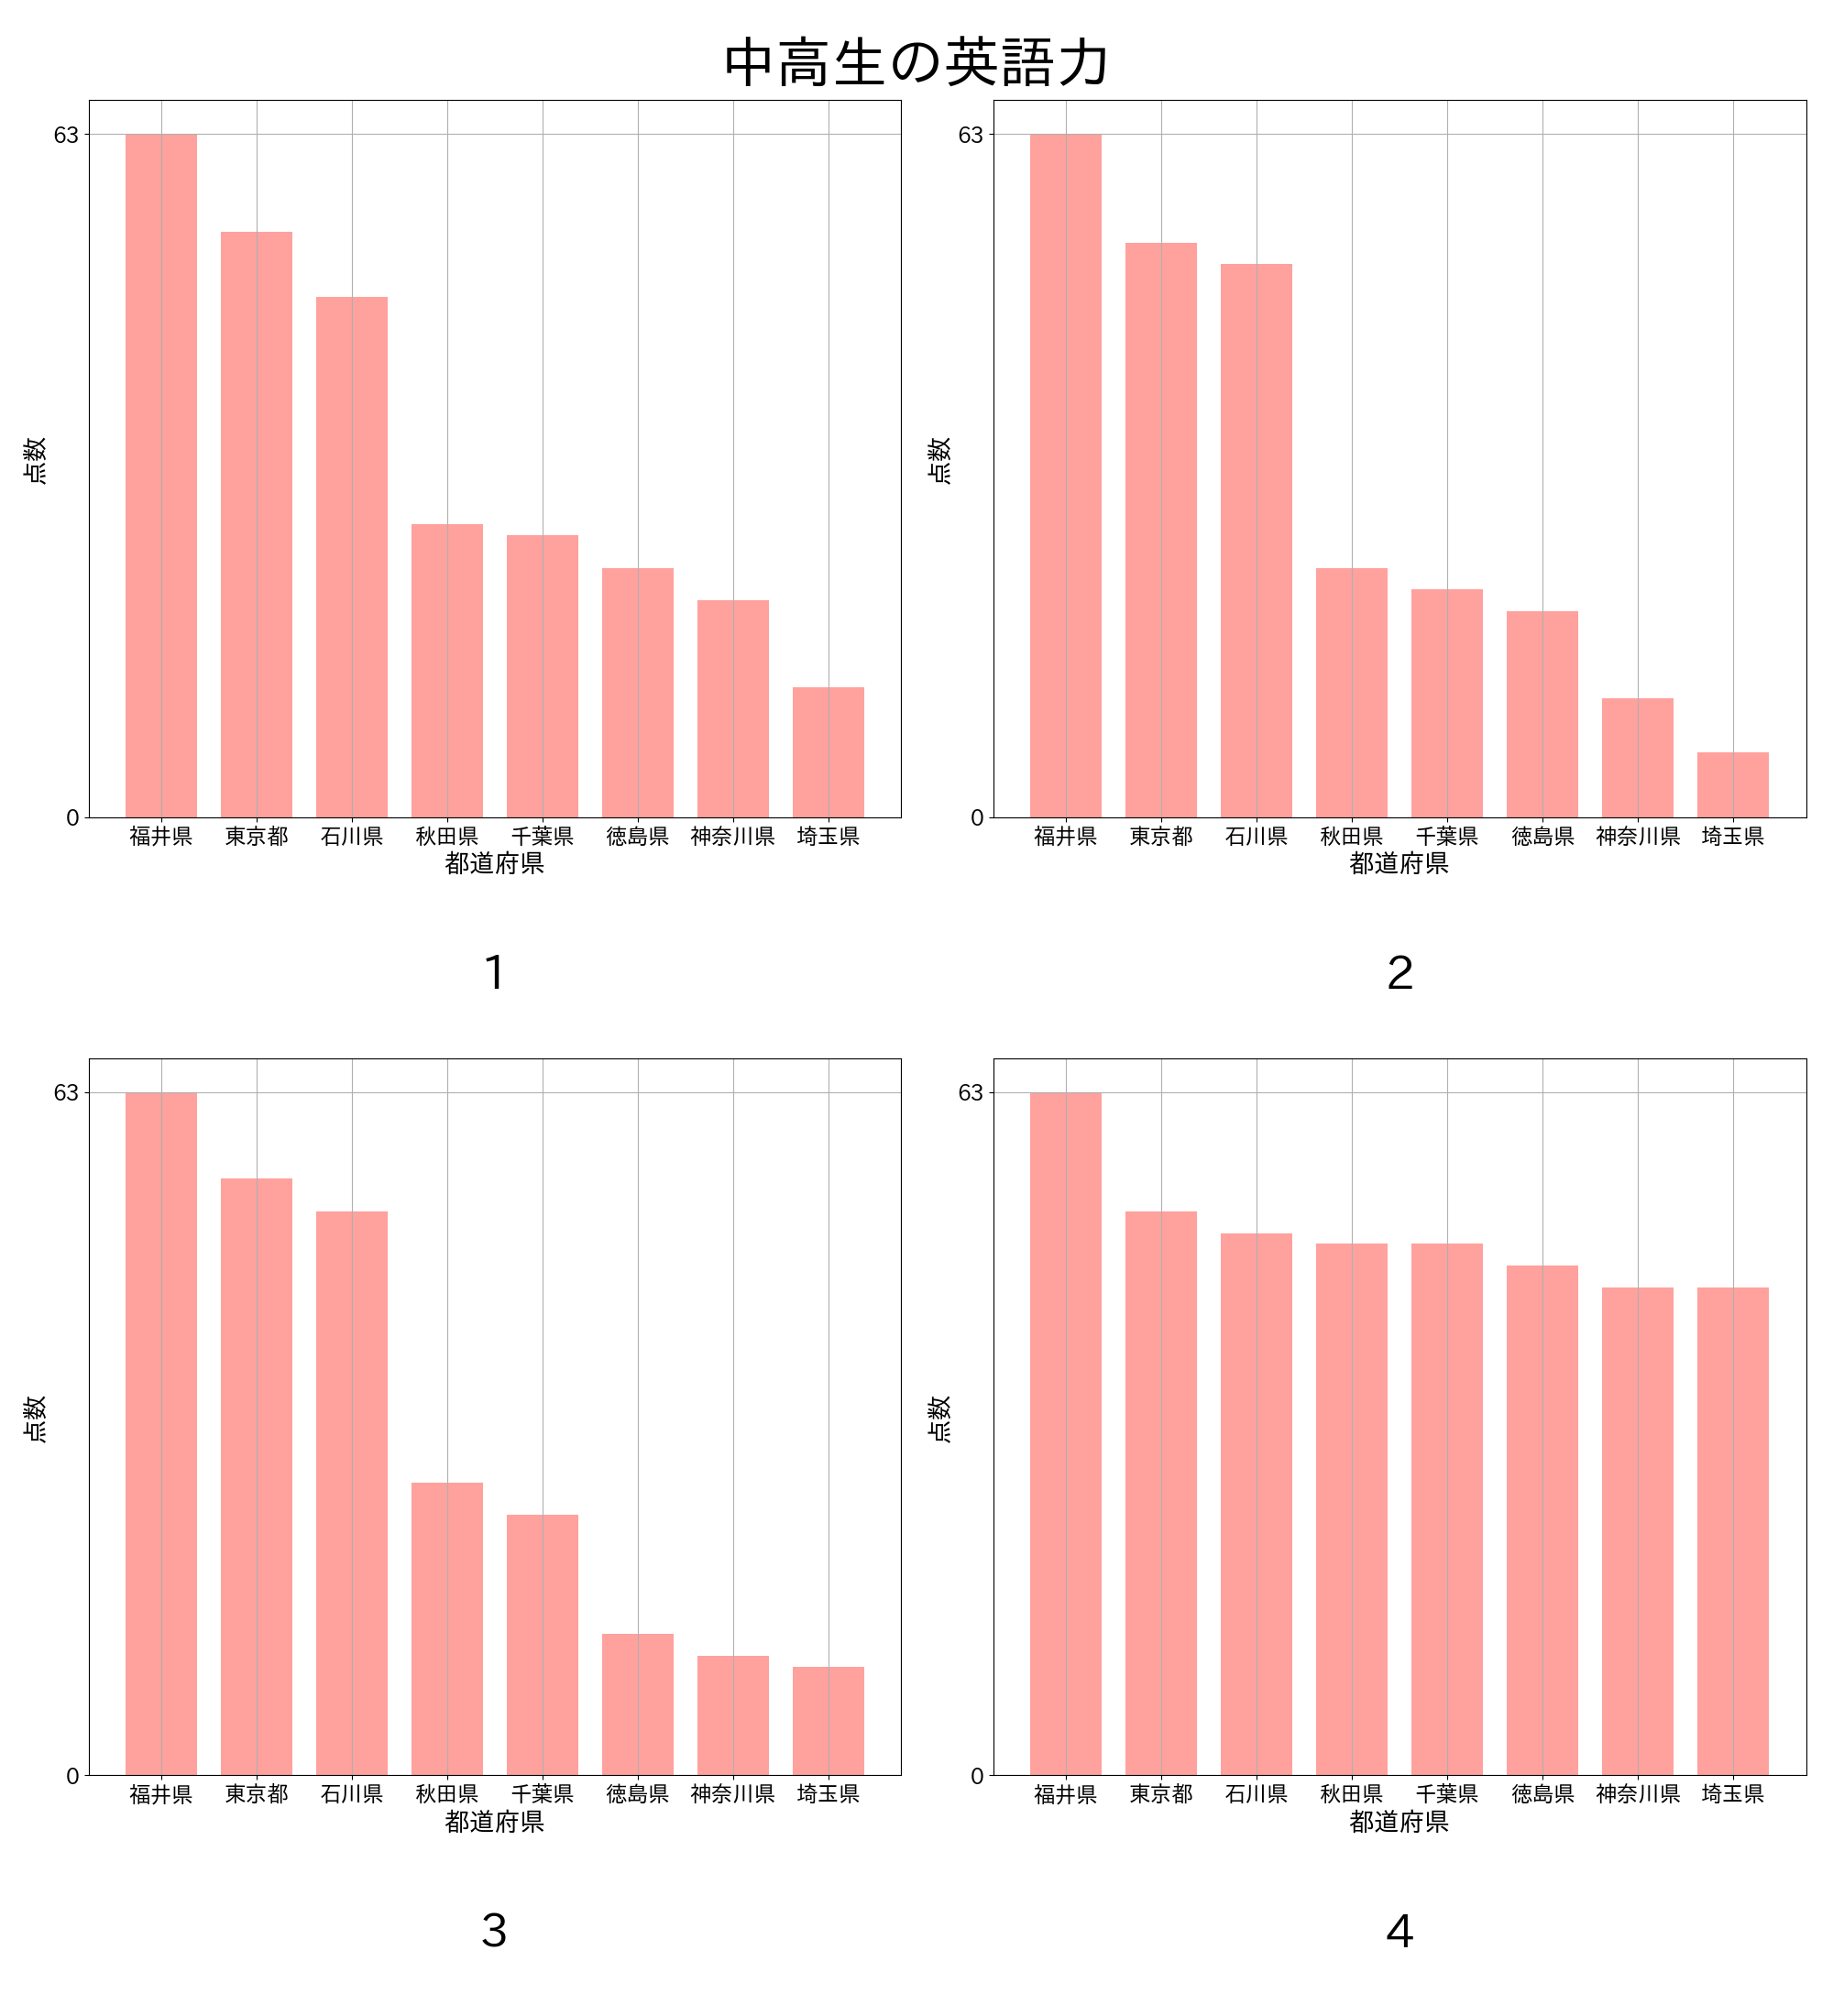 中高生の英語力
63
0
点数
福井県 東京都 石川県 秋田県 千葉県 徳島県 神奈川県 埼玉県
都道府県
1
63
0
点数
福井県 東京都 石川県 秋田県 千葉県 徳島県 神奈川県 埼玉県
都道府県
2
63
0
点数
福井県 東京都 石川県 秋田県 千葉県 徳島県 神奈川県 埼玉県
都道府県
3
63
0
点数
福井県 東京都 石川県 秋田県 千葉県 徳島県 神奈川県 埼玉県
都道府県
4